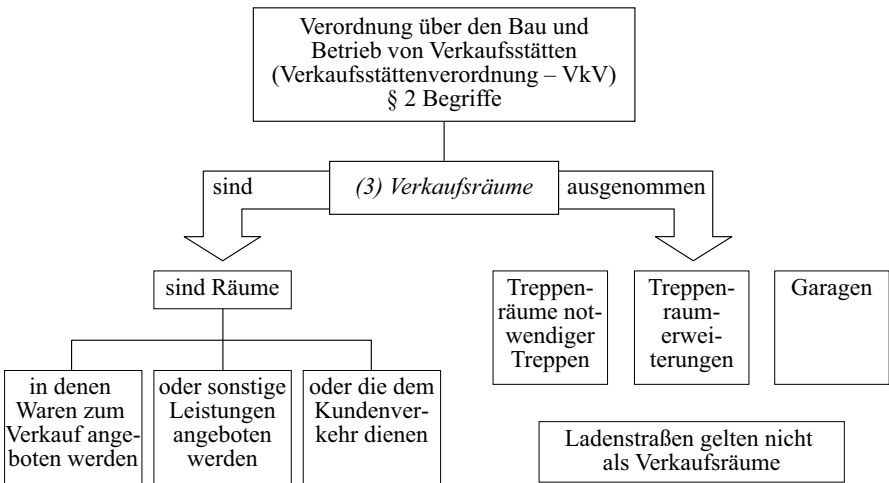 Verordnung über den Bau und
Betrieb von Verkaufsstätten
(Verkaufsstättenverordnung – VkV)
§ 2 Begriffe
sind
(3) Verkaufsräume
ausgenommen
sind Räume
in denen
Waren zum
Verkauf ange-
boten werden
oder sonstige
Leistungen
angeboten
werden
oder die dem
Kundenver-
kehr dienen
Treppen-
räume not-
wendiger
Treppen
Treppen-
raum-
erwei-
terungen
Garagen
Ladenstraßen gelten nicht
als Verkaufsräume